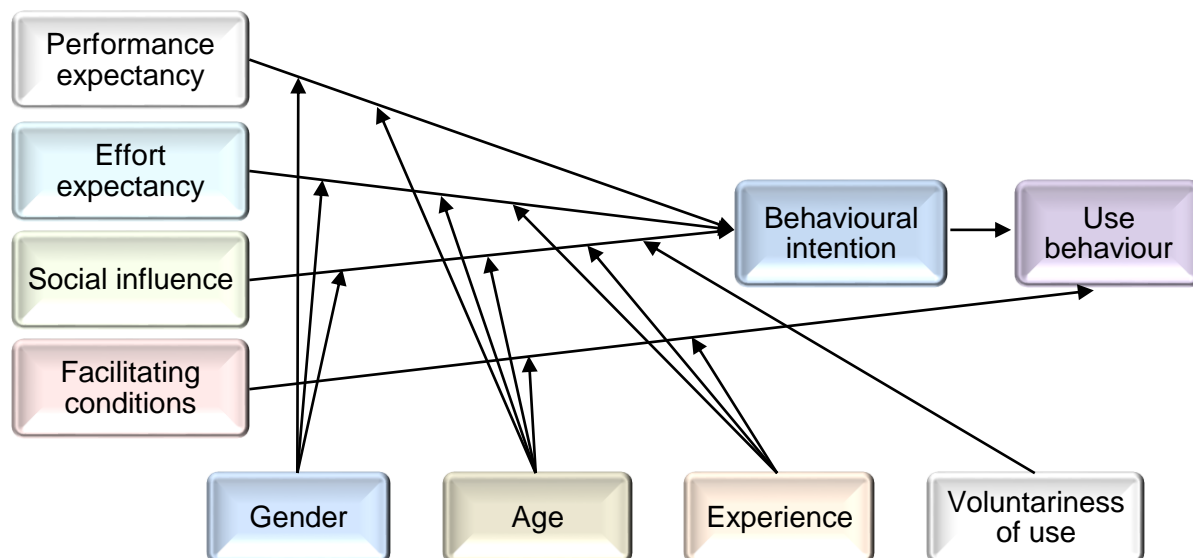 Performance
expectancy
Effort
expectancy
Social influence
Facilitating
conditions
Behavioural
intention
Use
behaviour
Gender
Age
Experience
Voluntariness
of use